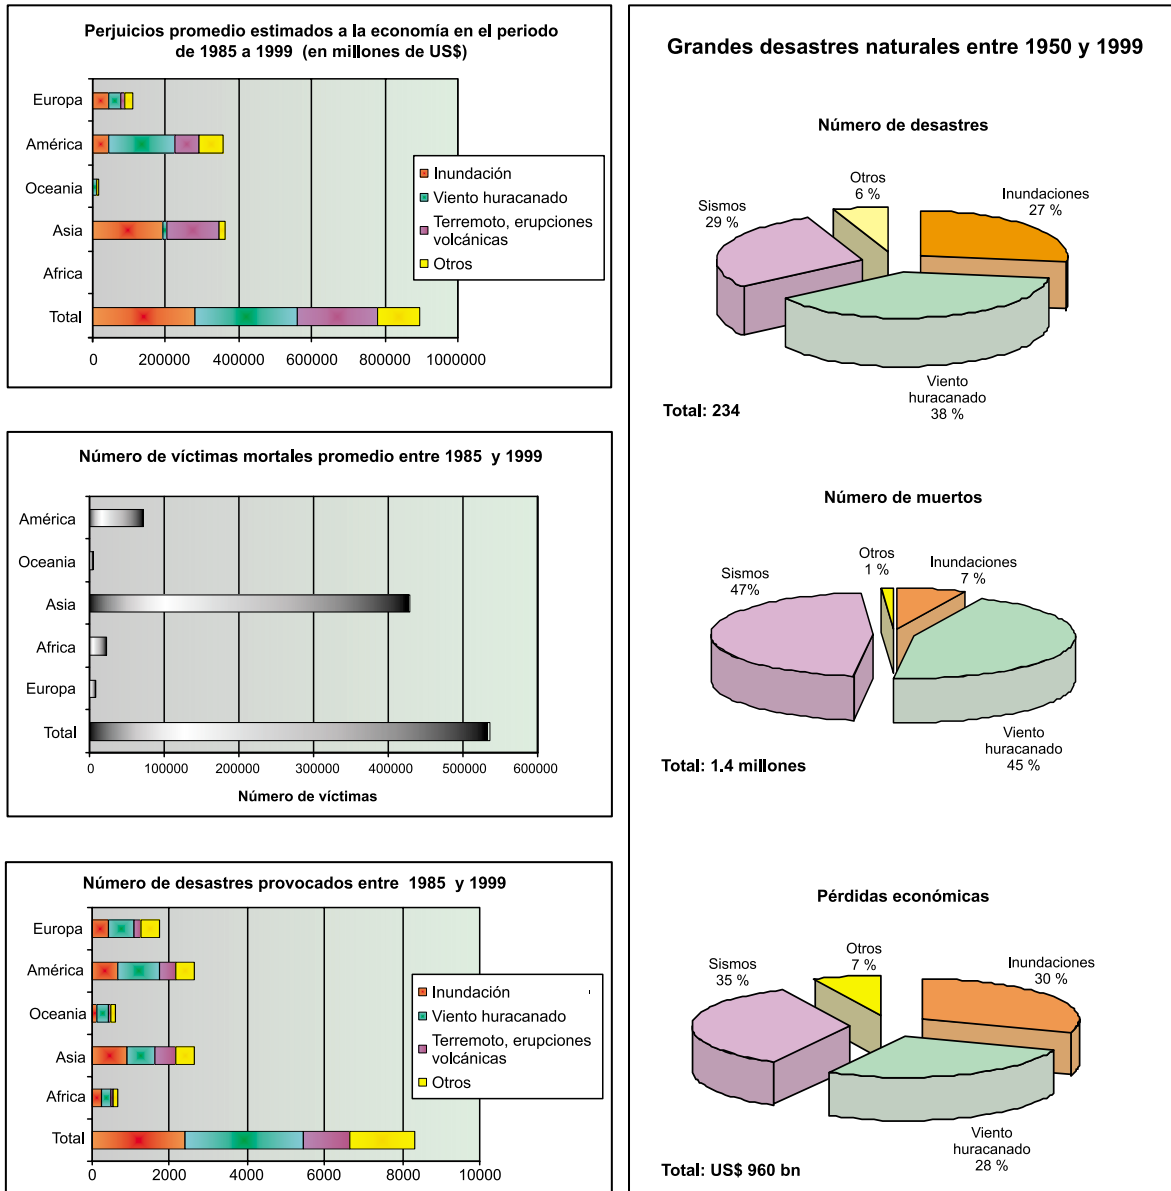 Perjuicios promedio estimados a la economía en el periodo
de 1985 a 1999 (en millones de US$)
Europa
América
Oceania
Asia
Africa
Total
0
200000
400000
600000
800000
1000000
Inundación
Viento huracanado
Terremoto, erupciones
volcánicas
Otros
Número de víctimas mortales promedio entre 1985 y 1999
América
Oceania
Asia
Africa
Europa
Total
0
100000
200000
300000
400000
500000
600000
Número de víctimas
Número de desastres provocados entre 1985 y 1999
Europa
América
Oceania
Asia
Africa
Total
0
2000
4000
6000
8000
10000
Inundación
Viento huracanado
Terremoto, erupciones
volcánicas
Otros
Grandes desastres naturales entre 1950 y 1999
Número de desastres
Otros
6 %
Inundaciones
27 %
Sismos
29 %
Viento
huracanado
38 %
Total: 234
Número de muertos
Otros
1 %
Inundaciones
7 %
Sismos
47%
Viento
huracanado
45 %
Total: 1.4 millones
Pérdidas económicas
Otros
7 %
Inundaciones
30 %
Sismos
35 %
Viento
huracanado
28 %
Total: US$ 960 bn